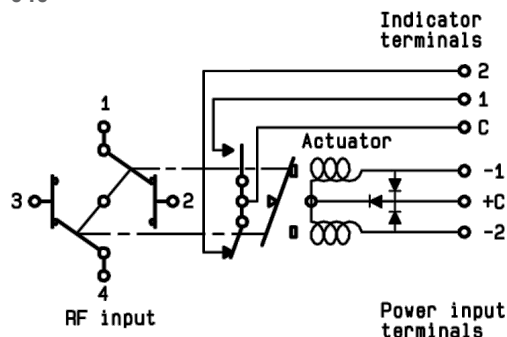 Indicator
terminals
2
1
C
Actuator
1
3
2
4
RF input
-1
+C
-2
Power input
terminals